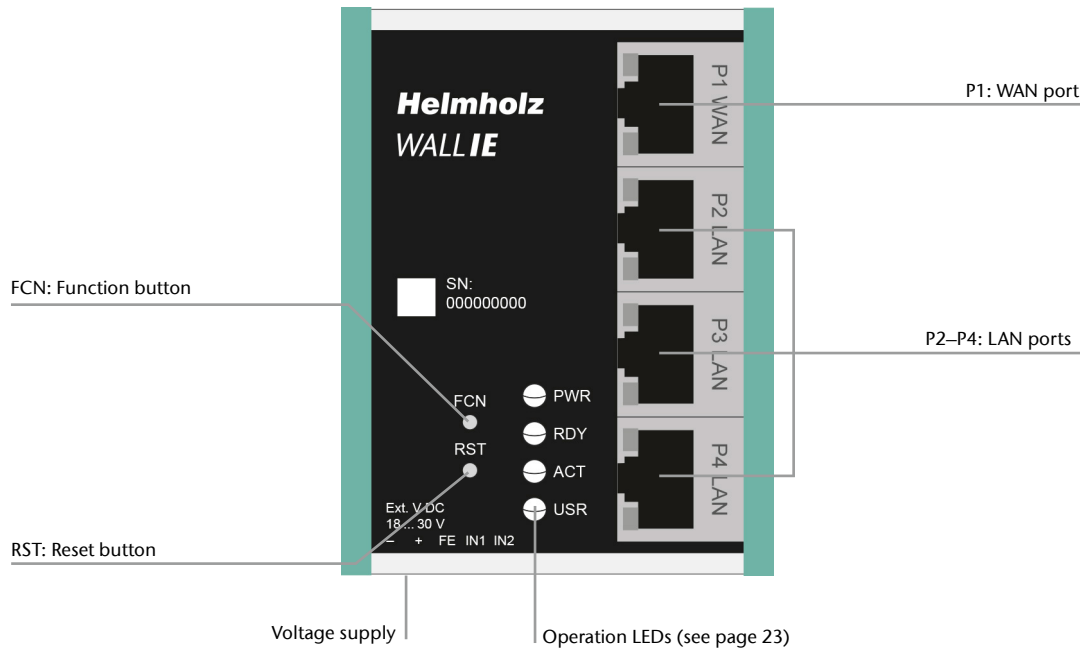 Helmholz
WALL IE
P1 WAN
P1: WAN port
P2 LAN
SN:
000000000
FCN: Function button
P3 LAN
P2–P4: LAN ports
FCN
PWR
RDY
RST
ACT
P4 LAN
USR
Ext. V DC
18 ... 30 V
– + FE IN1 IN2
RST: Reset button
Voltage supply
Operation LEDs (see page 23)